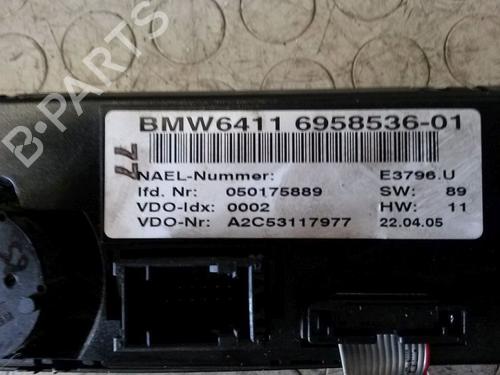 B-PARTS
BMW6411 6958536-01
77
NAEL-Nummer: E3796.U
lfd. Nr: 050175889 SW: 89
VDO-Idx: 0002 HW: 11
VDO-Nr: A2C53117977 22.04.05